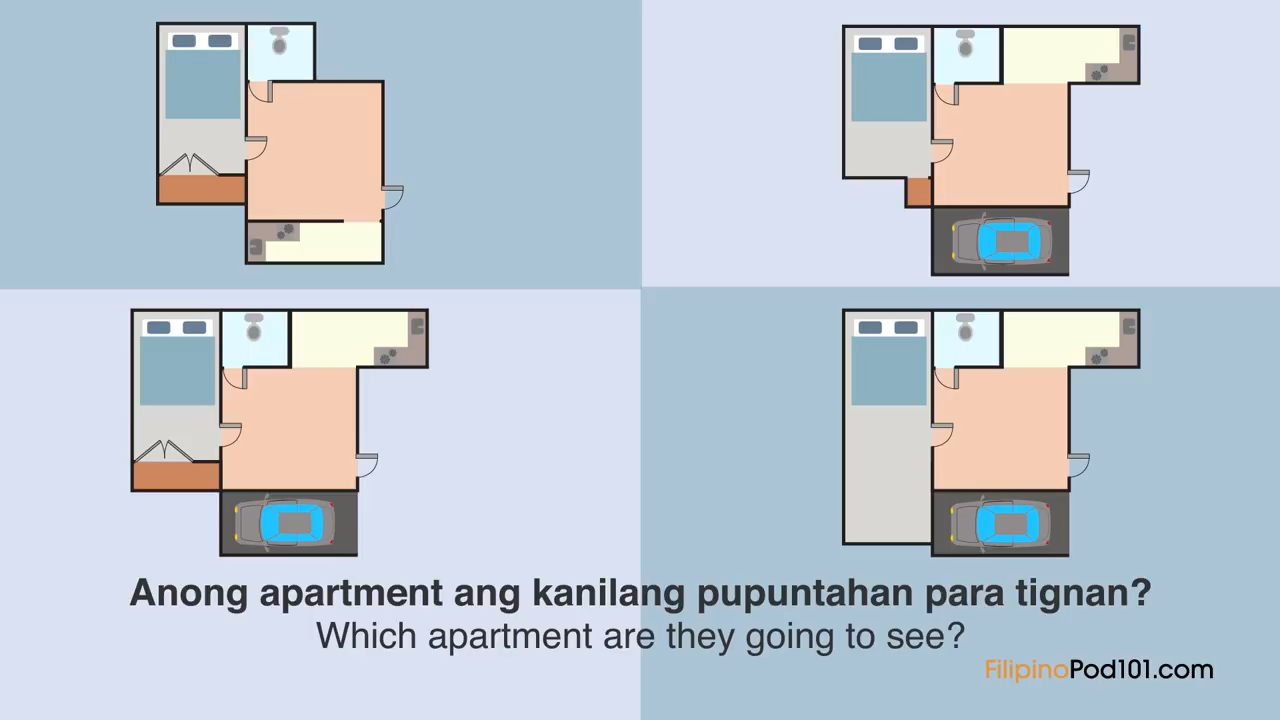 Anong apartment ang kanilang pupuntahan para tignan?
Which apartment are they going to see?
FilipinoPod101.com